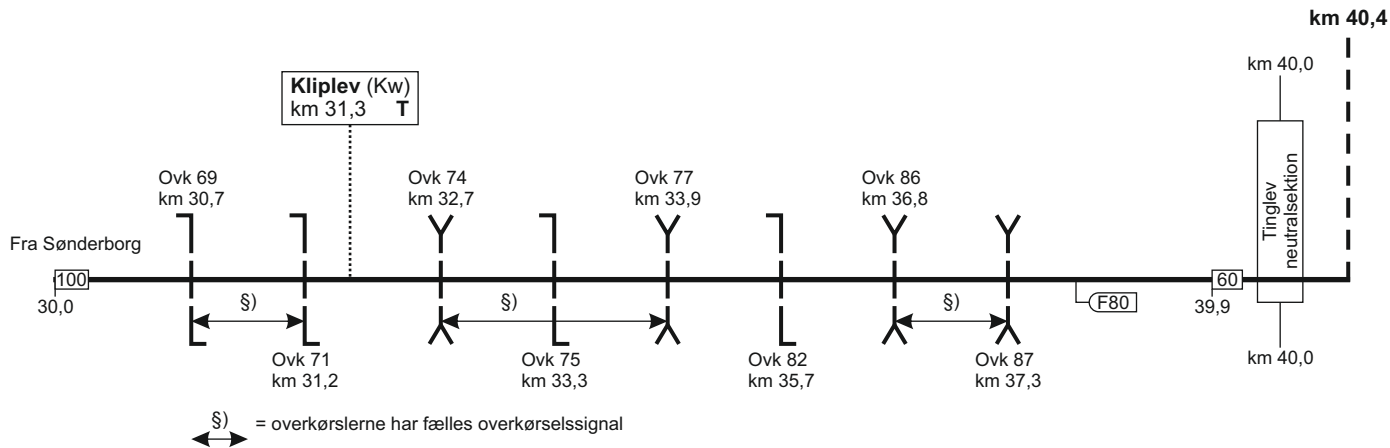 km 40,4
km 40,0
Kliplev (Kw)
km 31,3 T
Ovk 69
km 30,7
Ovk 74
km 32,7
Ovk 77
km 33,9
Ovk 86
km 36,8
Tinglev
neutralsektion
Fra Sønderborg
100
30,0
§)
§)
§)
F80
60
39,9
Ovk 71
km 31,2
Ovk 75
km 33,3
Ovk 82
km 35,7
Ovk 87
km 37,3
km 40,0
§) = overkørslerne har fælles overkørselssignal